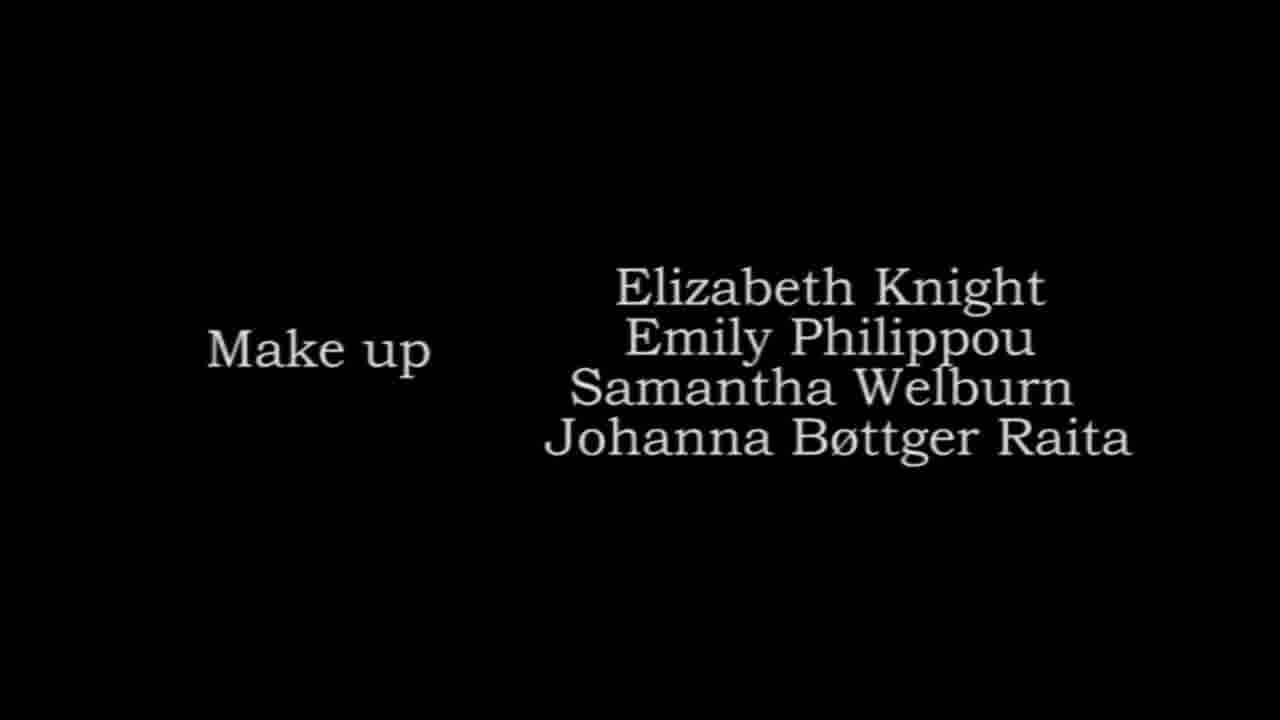 Make up
Elizabeth Knight
Emily Philippou
Samantha Welburn
Johanna Bøttger Raita